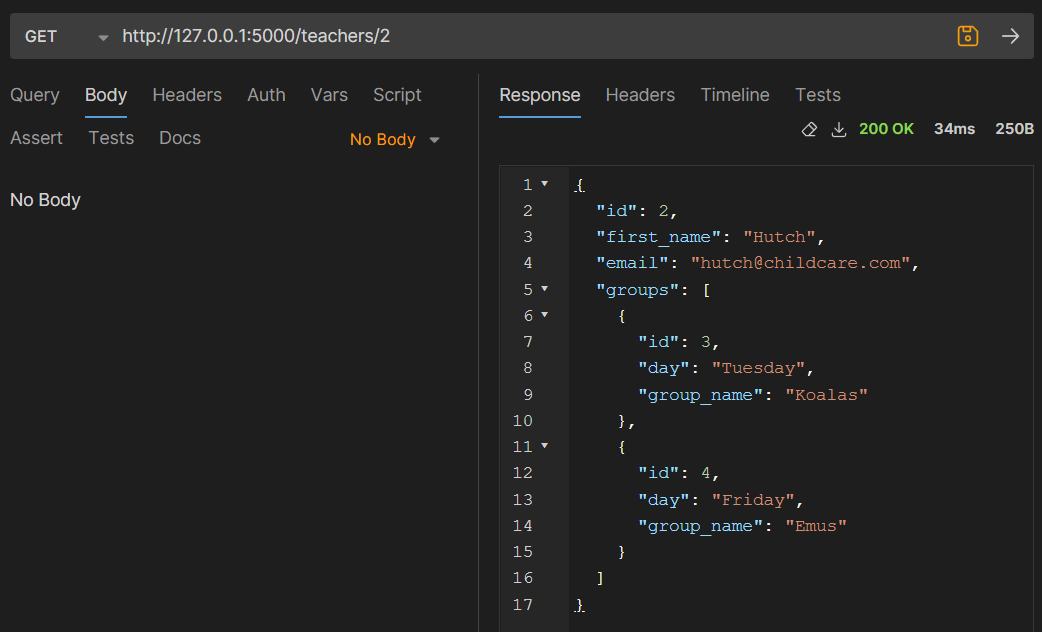 GET http://127.0.0.1:5000/teachers/2
Query Body Headers Auth Vars Script
Assert Tests Docs No Body
No Body
Response Headers Timeline Tests
200 OK 34ms 250B
1 {
2 "id": 2,
3 "first_name": "Hutch",
4 "email": "hutch@childcare.com",
5 "groups": [
6 {
7 "id": 3,
8 "day": "Tuesday",
9 "group_name": "Koalas"
10 },
11 {
12 "id": 4,
13 "day": "Friday",
14 "group_name": "Emus"
15 }
16 ]
17 }